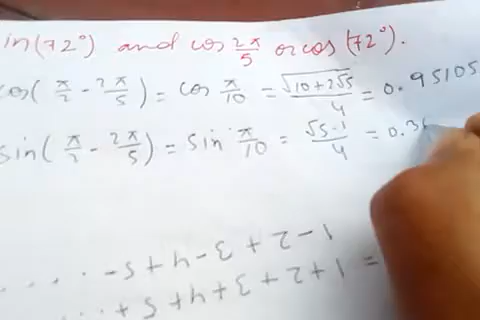 in(72°) and cos 2π/5 or cos(72°).
cos(π/2 - 2π/5) = cos π/10 = √(10+2√5)/4 = 0.95105
sin(π/2 - 2π/5) = sin π/10 = (√5-1)/4 = 0.3
1-2+3-4+5-.....
=1+2+3+4+5+...